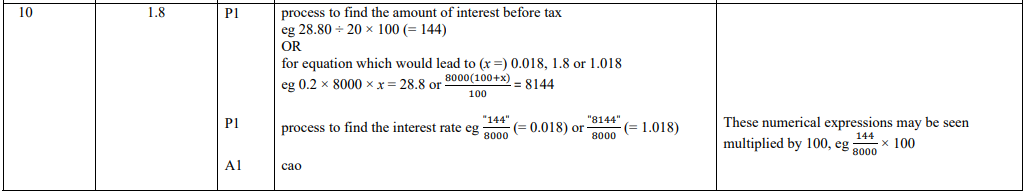 10 1.8 P1 process to find the amount of interest before tax
eg 28.80 ÷ 20 × 100 (= 144)
OR
for equation which would lead to (x =) 0.018, 1.8 or 1.018
eg 0.2 × 8000 × x = 28.8 or 8000(100+x)/100 = 8144
P1 process to find the interest rate eg "144"/8000 (= 0.018) or "8144"/8000 (= 1.018) These numerical expressions may be seen
multiplied by 100, eg 144/8000 × 100
A1 cao